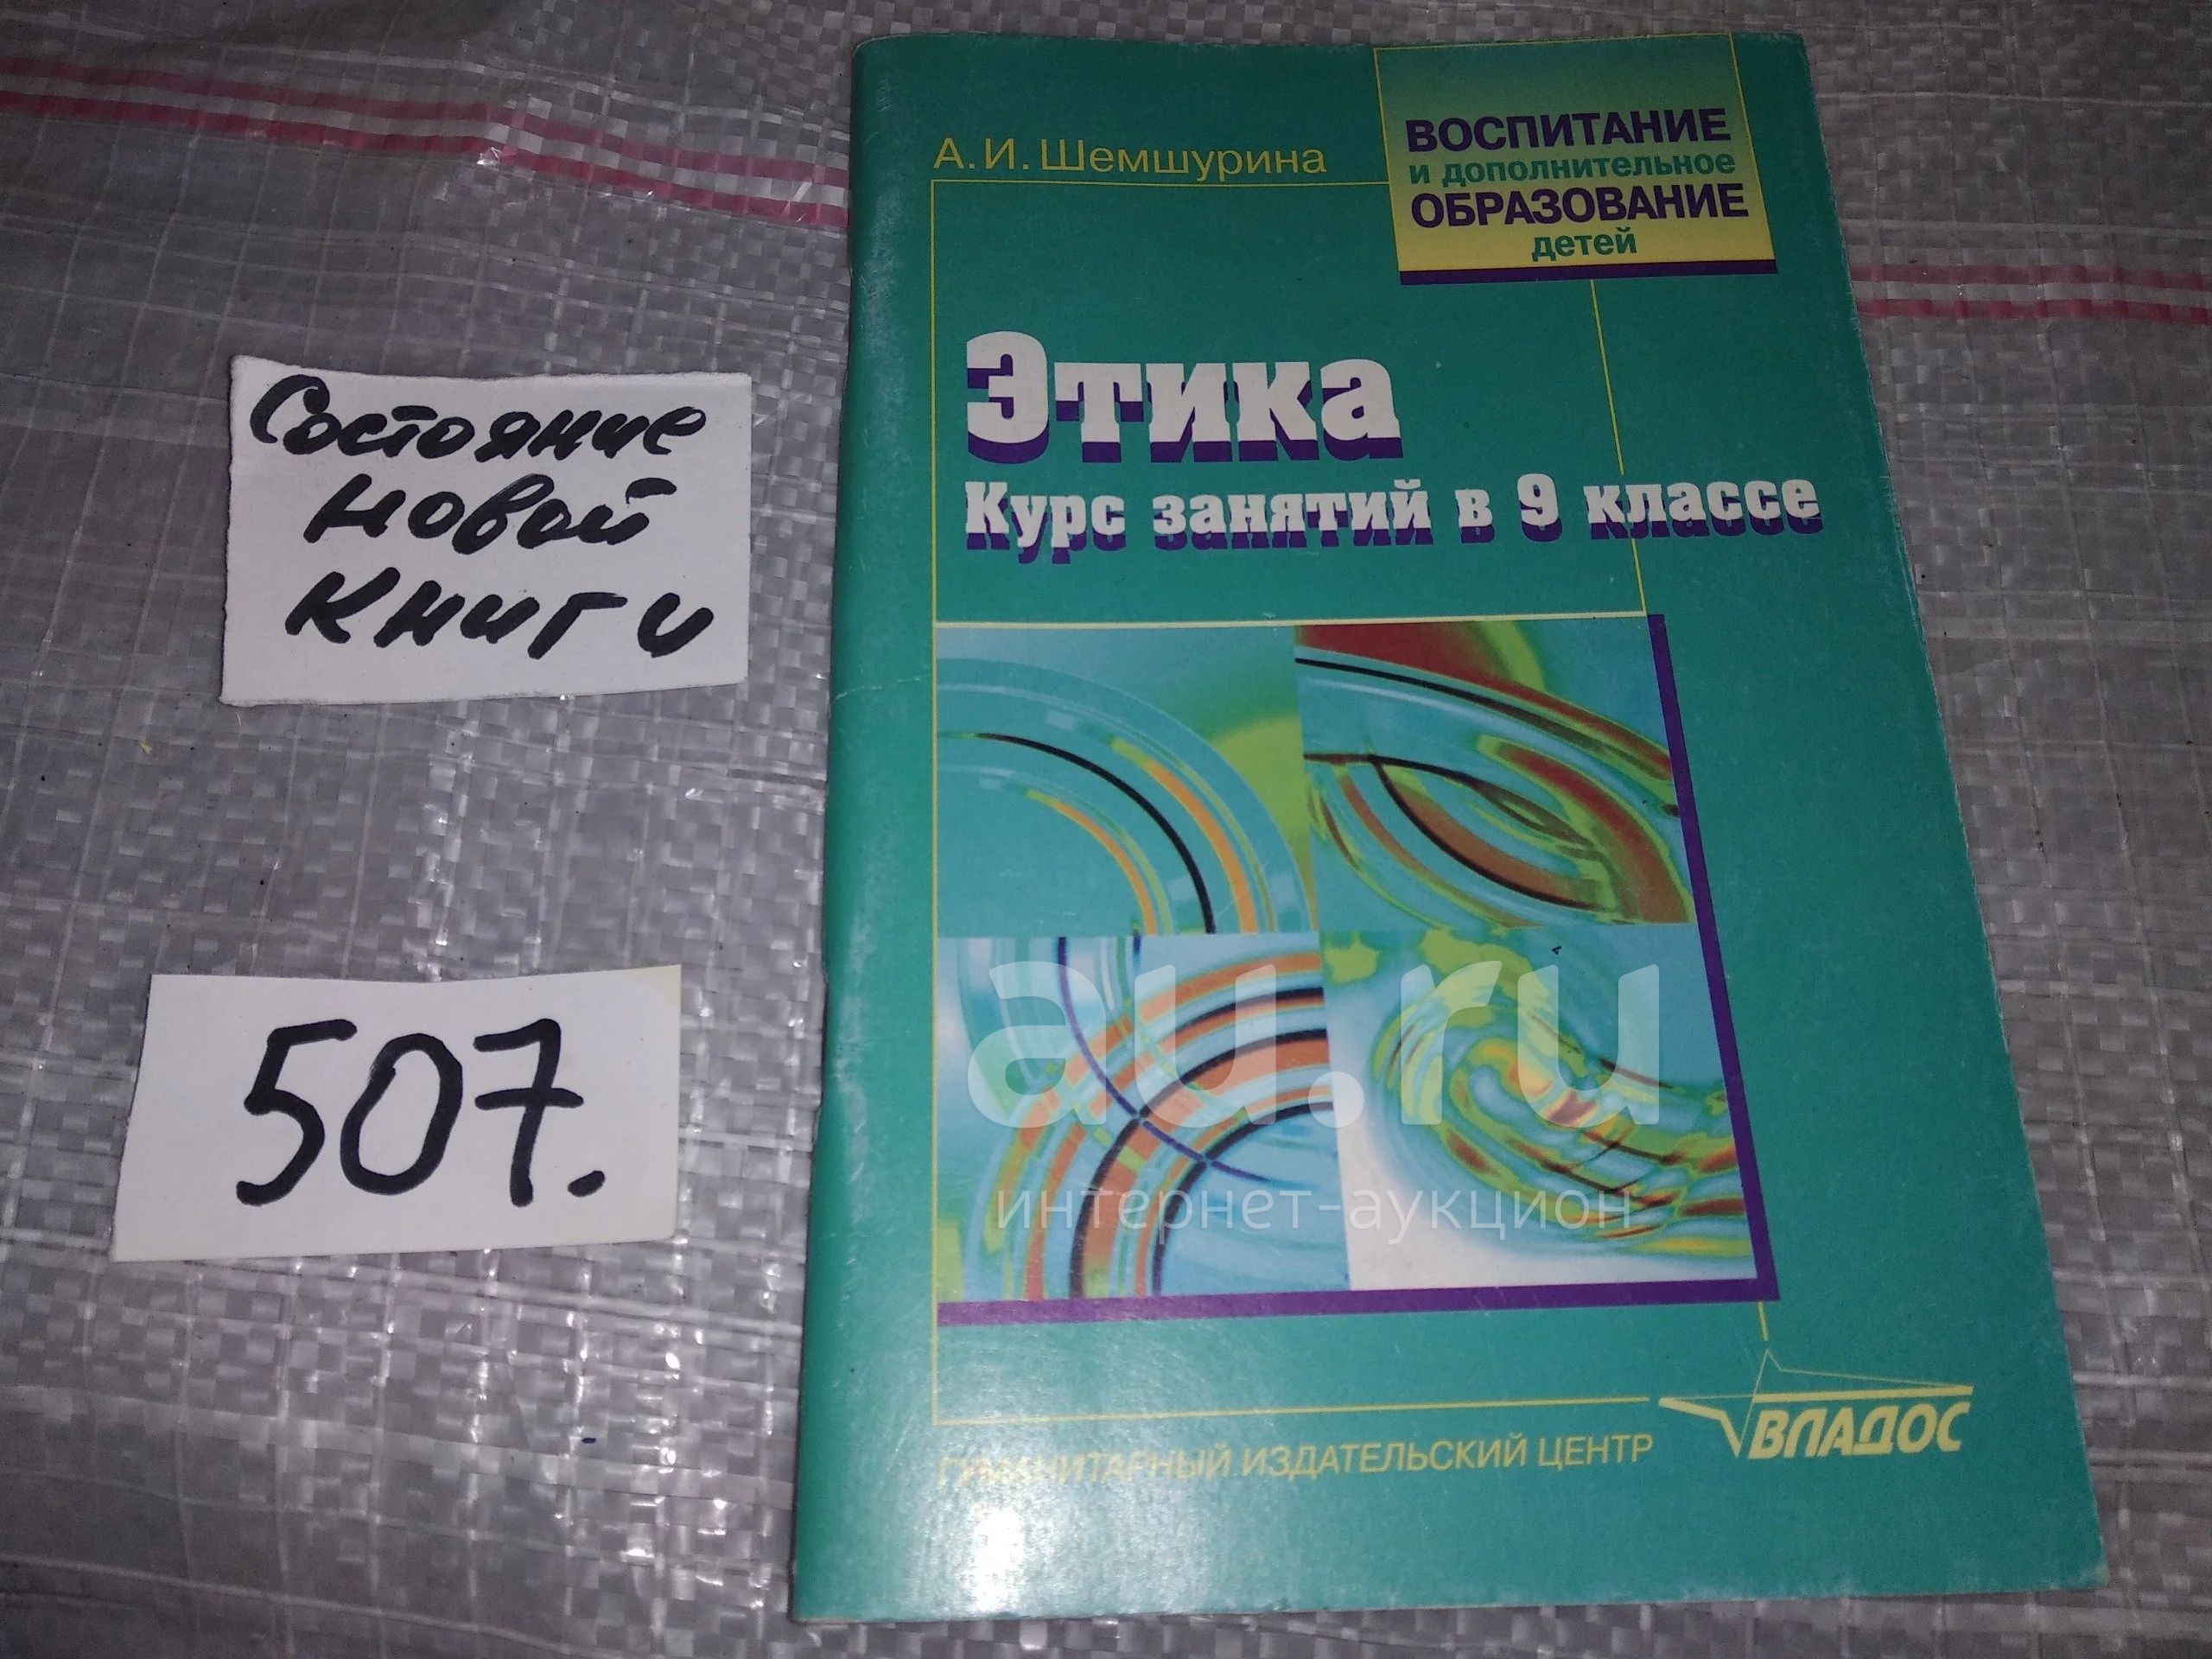 Состояние
новой
книги
507.
А.И. Шемшурина
ВОСПИТАНИЕ
и дополнительное
ОБРАЗОВАНИЕ
детей
Этика
Курс занятий в 9 классе
au.ru
интернет-аукцион
ГУМАНИТАРНЫЙ ИЗДАТЕЛЬСКИЙ ЦЕНТР
ВЛАДОС